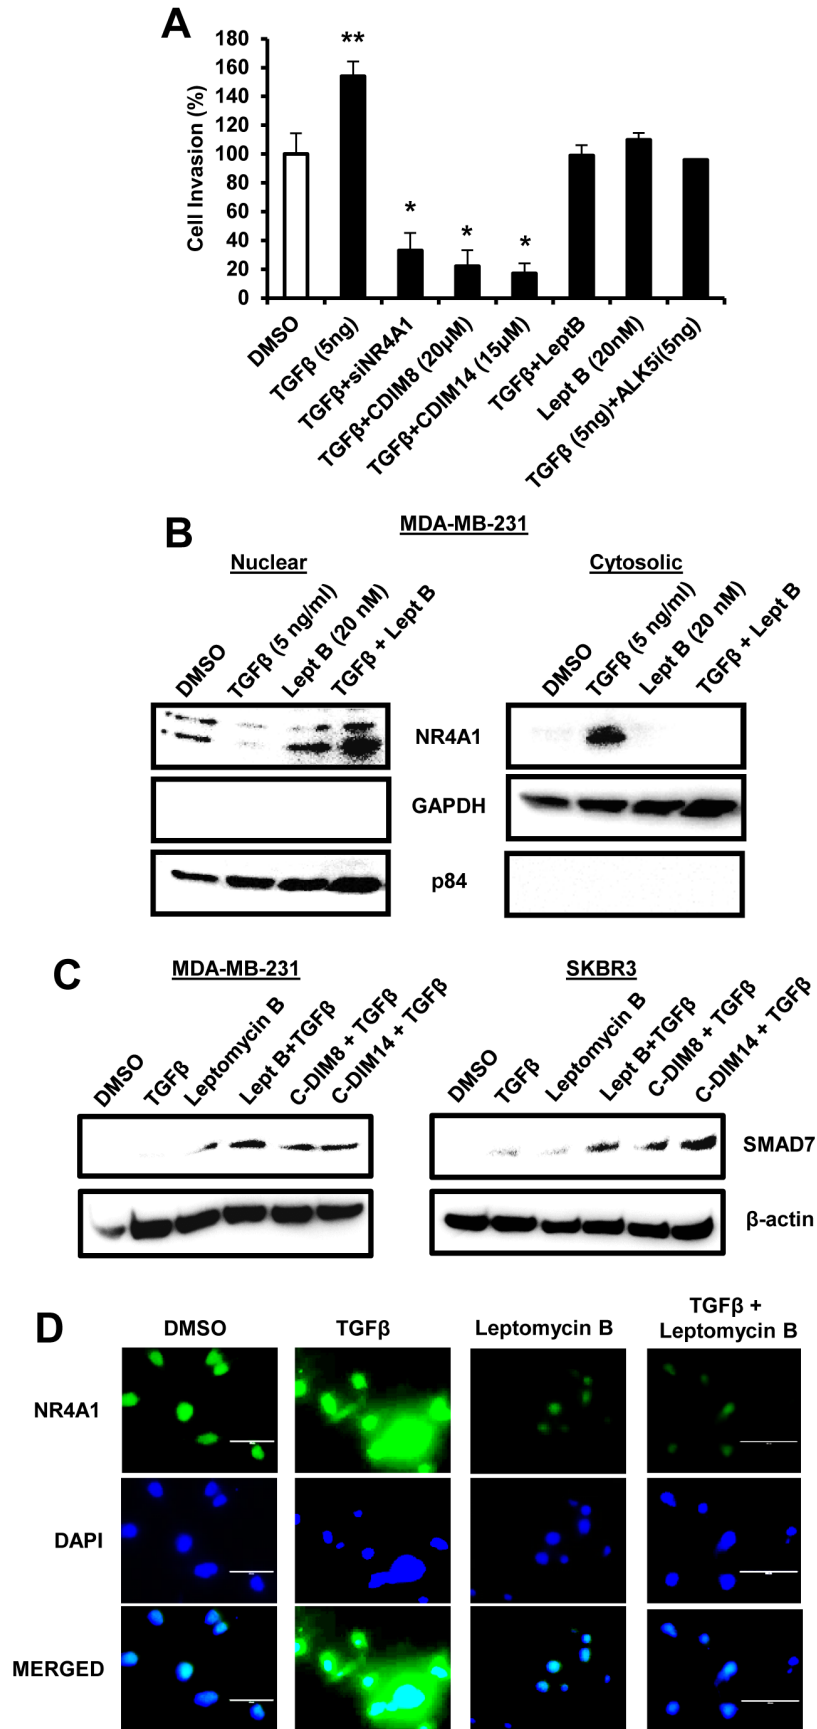 A
180
160
140
120
100
80
60
40
20
0
Cell Invasion (%)
**
*
*
*
DMSO
TGFβ (5ng)
TGFβ+siNR4A1
TGFβ+CDIM8 (20µM)
TGFβ+CDIM14 (15µM)
TGFβ+LeptB
Lept B (20nM)
TGFβ (5ng)+ALK5i(5ng)
B
MDA-MB-231
Nuclear
Cytosolic
DMSO
TGFβ (5 ng/ml)
Lept B (20 nM)
TGFβ + Lept B
DMSO
TGFβ (5 ng/ml)
Lept B (20 nM)
TGFβ + Lept B
NR4A1
GAPDH
p84
C
MDA-MB-231
SKBR3
DMSO
TGFβ
Leptomycin B
Lept B+TGFβ
C-DIM8 + TGFβ
C-DIM14 + TGFβ
DMSO
TGFβ
Leptomycin B
Lept B+TGFβ
C-DIM8 + TGFβ
C-DIM14 + TGFβ
SMAD7
β-actin
D
DMSO
TGFβ
Leptomycin B
TGFβ +
Leptomycin B
NR4A1
DAPI
MERGED